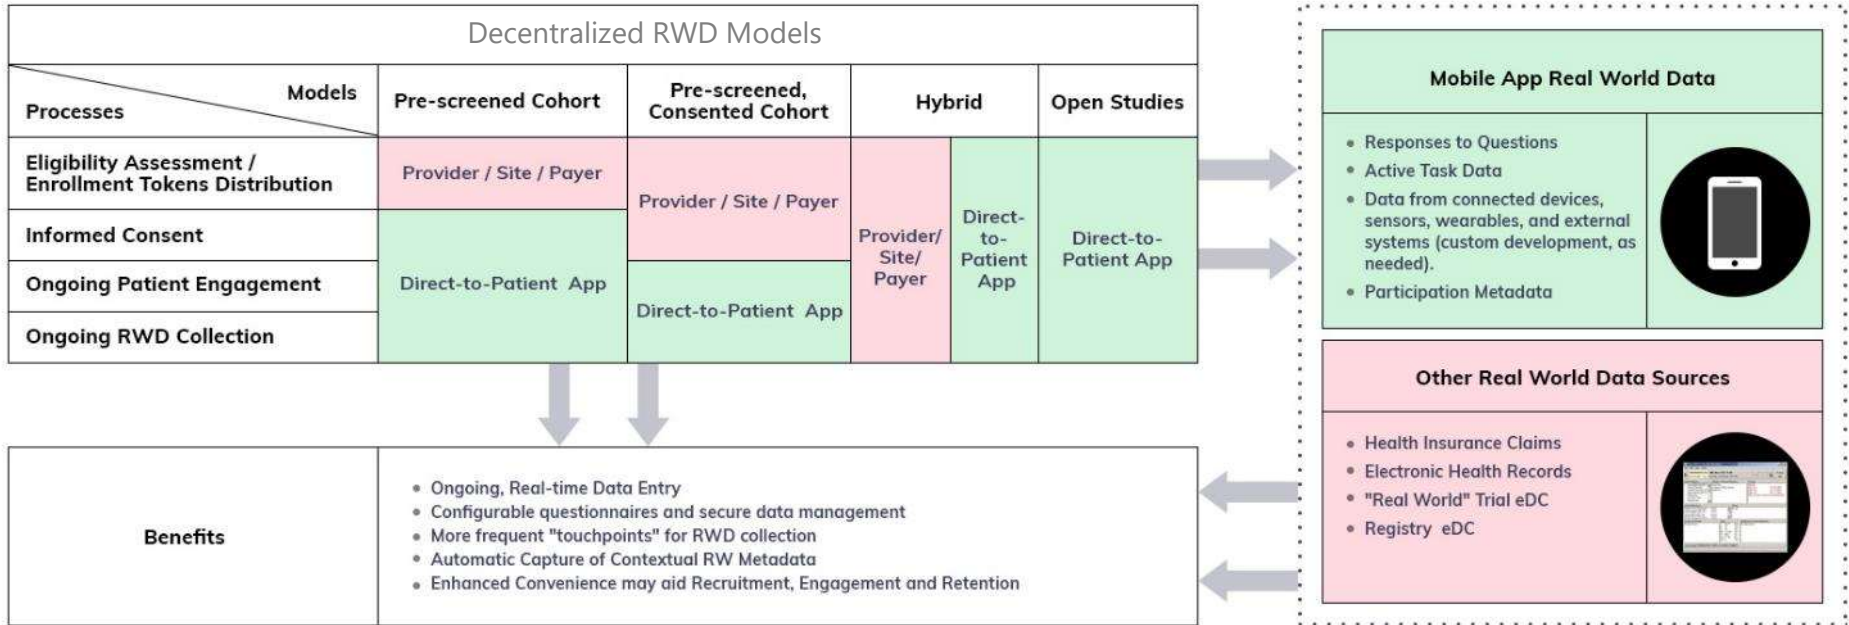 Decentralized RWD Models
Models
Processes
Pre-screened Cohort
Pre-screened,
Consented Cohort
Hybrid
Open Studies
Eligibility Assessment /
Enrollment Tokens Distribution
Provider / Site / Payer
Provider / Site / Payer
Informed Consent
Ongoing Patient Engagement
Ongoing RWD Collection
Direct-to-Patient App
Direct-to-Patient App
Provider/
Site/
Payer
Direct-
to-
Patient
App
Direct-to-
Patient App
Benefits
Ongoing, Real-time Data Entry
Configurable questionnaires and secure data management
More frequent "touchpoints" for RWD collection
Automatic Capture of Contextual RW Metadata
Enhanced Convenience may aid Recruitment, Engagement and Retention
Mobile App Real World Data
Responses to Questions
Active Task Data
Data from connected devices,
sensors, wearables, and external
systems (custom development, as
needed).
Participation Metadata
Other Real World Data Sources
Health Insurance Claims
Electronic Health Records
"Real World" Trial eDC
Registry eDC